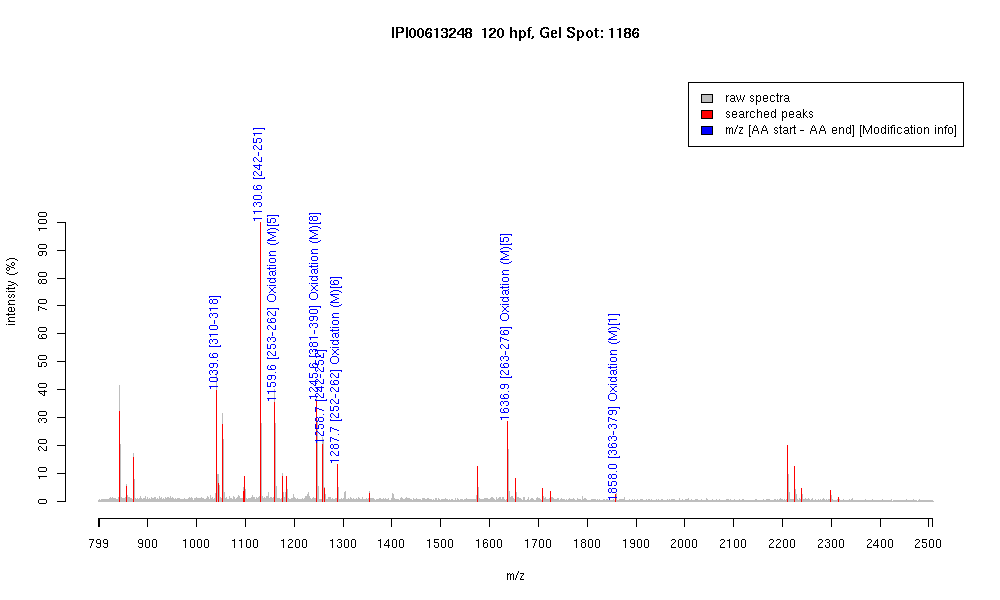 IPI00613248 120 hpf, Gel Spot: 1186
raw spectra
searched peaks
m/z [AA start - AA end] [Modification info]
1039.6 [310-318]
1130.6 [242-251]
1159.6 [253-262] Oxidation (M)[5]
1245.6 [381-390] Oxidation (M)[8]
1258.7 [242-252]
1287.7 [252-262] Oxidation (M)[6]
1636.9 [263-276] Oxidation (M)[5]
1858.0 [363-379] Oxidation (M)[1]
intensity (%)
100
90
80
70
60
50
40
30
20
10
0
799 900 1000 1100 1200 1300 1400 1500 1600 1700 1800 1900 2000 2100 2200 2300 2400 2500
m/z